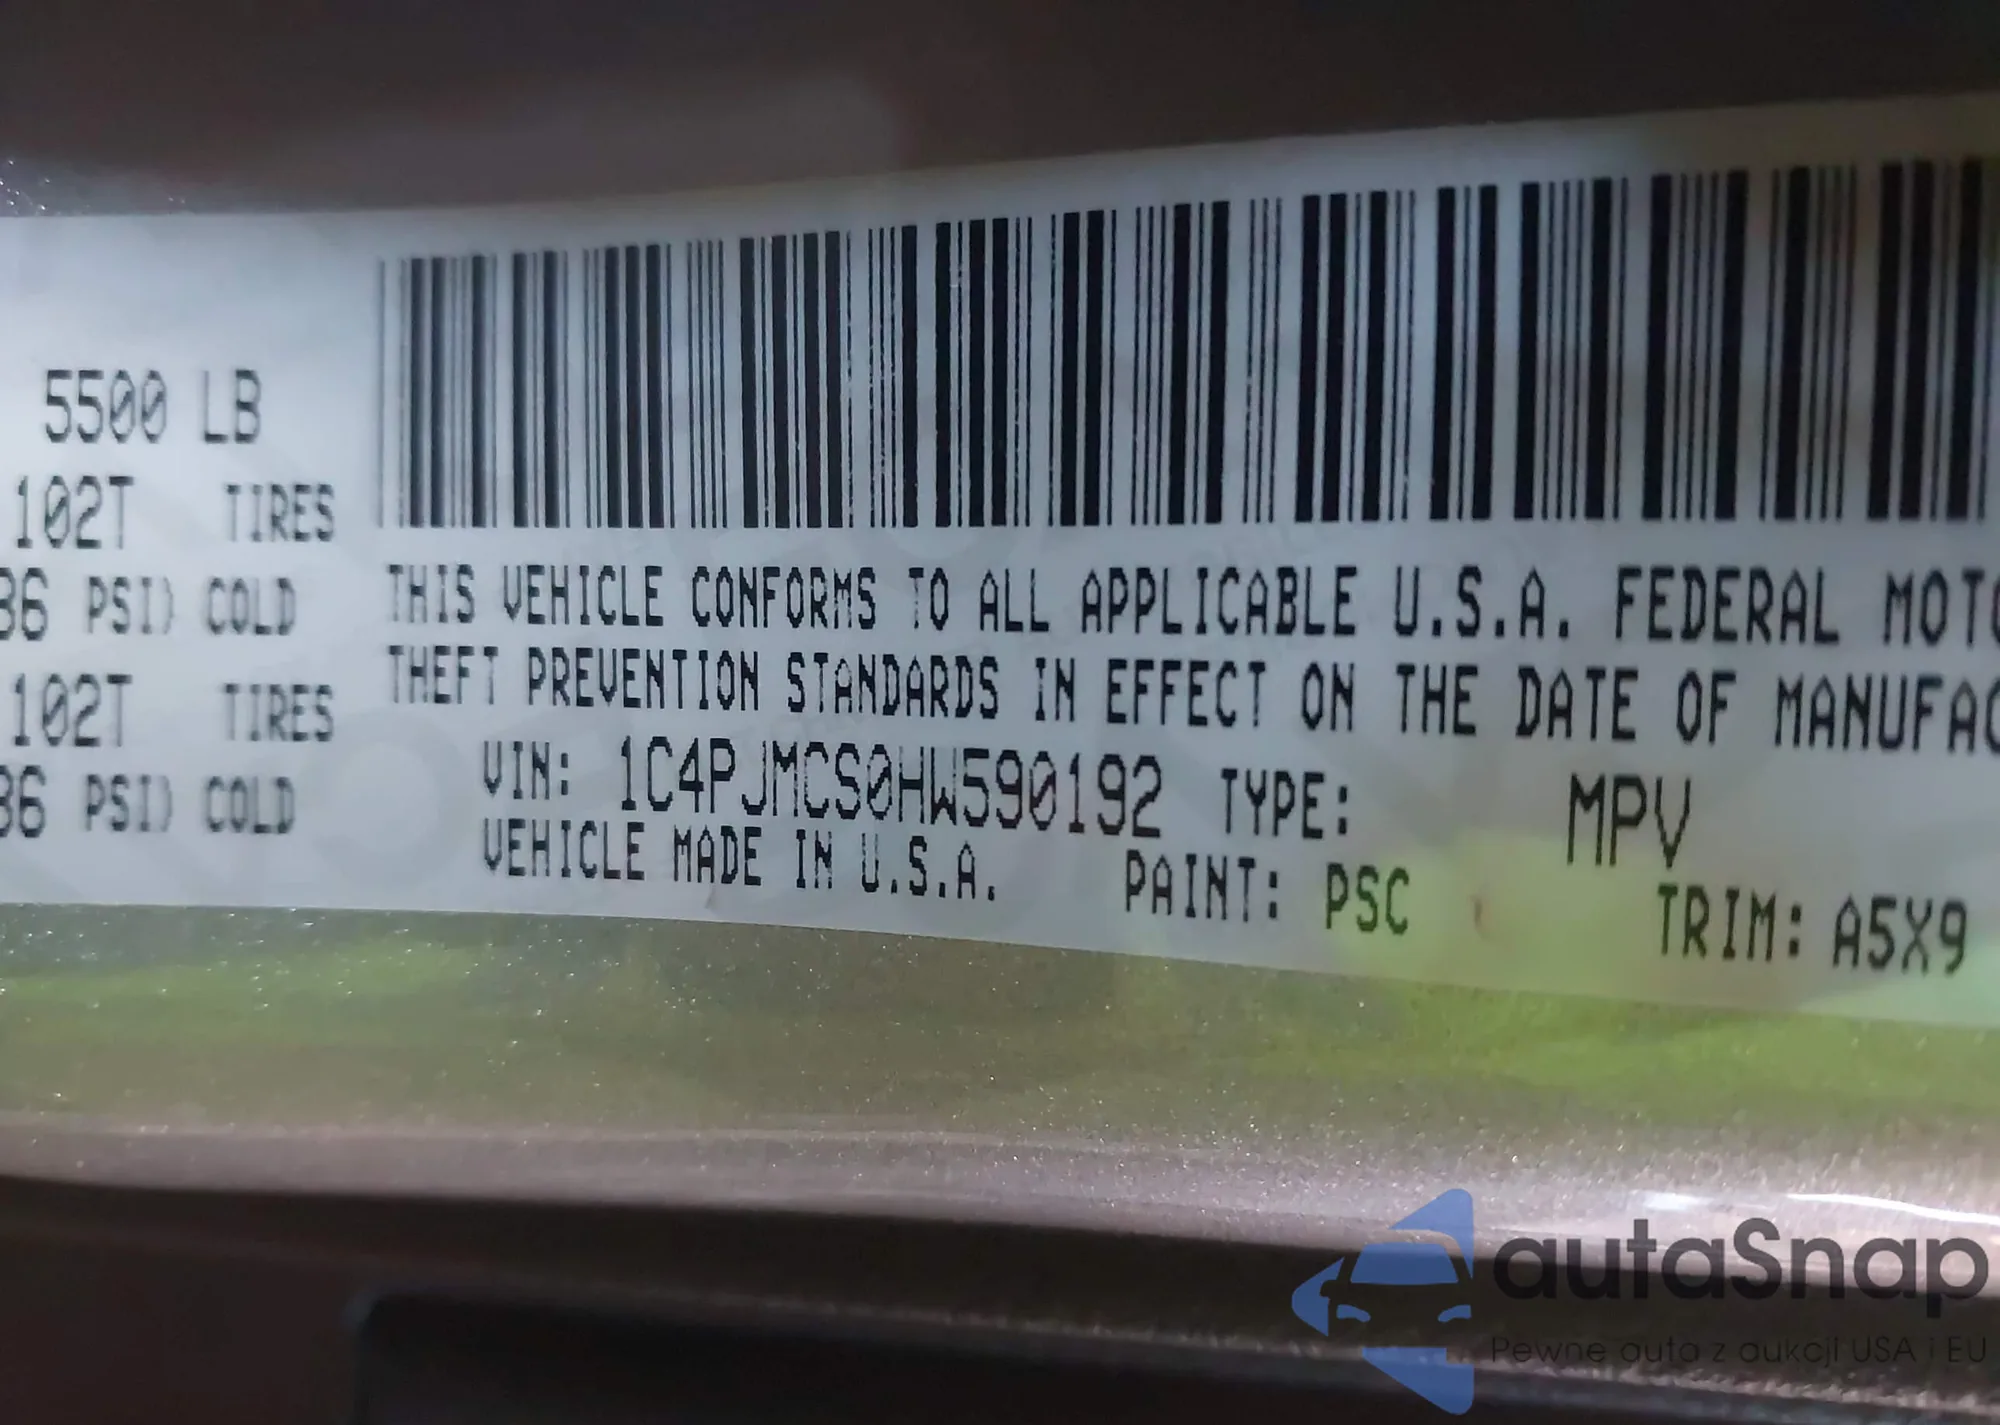 5500 LB
102T TIRES
36 PSI) COLD
102T TIRES
36 PSI) COLD
THIS VEHICLE CONFORMS TO ALL APPLICABLE U.S.A. FEDERAL MOTO
THEFT PREVENTION STANDARDS IN EFFECT ON THE DATE OF MANUFAC
VIN: 1C4PJMCS0HW590192 TYPE: MPV
VEHICLE MADE IN U.S.A. PAINT: PSC TRIM: A5X9
autaSnap
Pewne auta z aukcji USA i EU